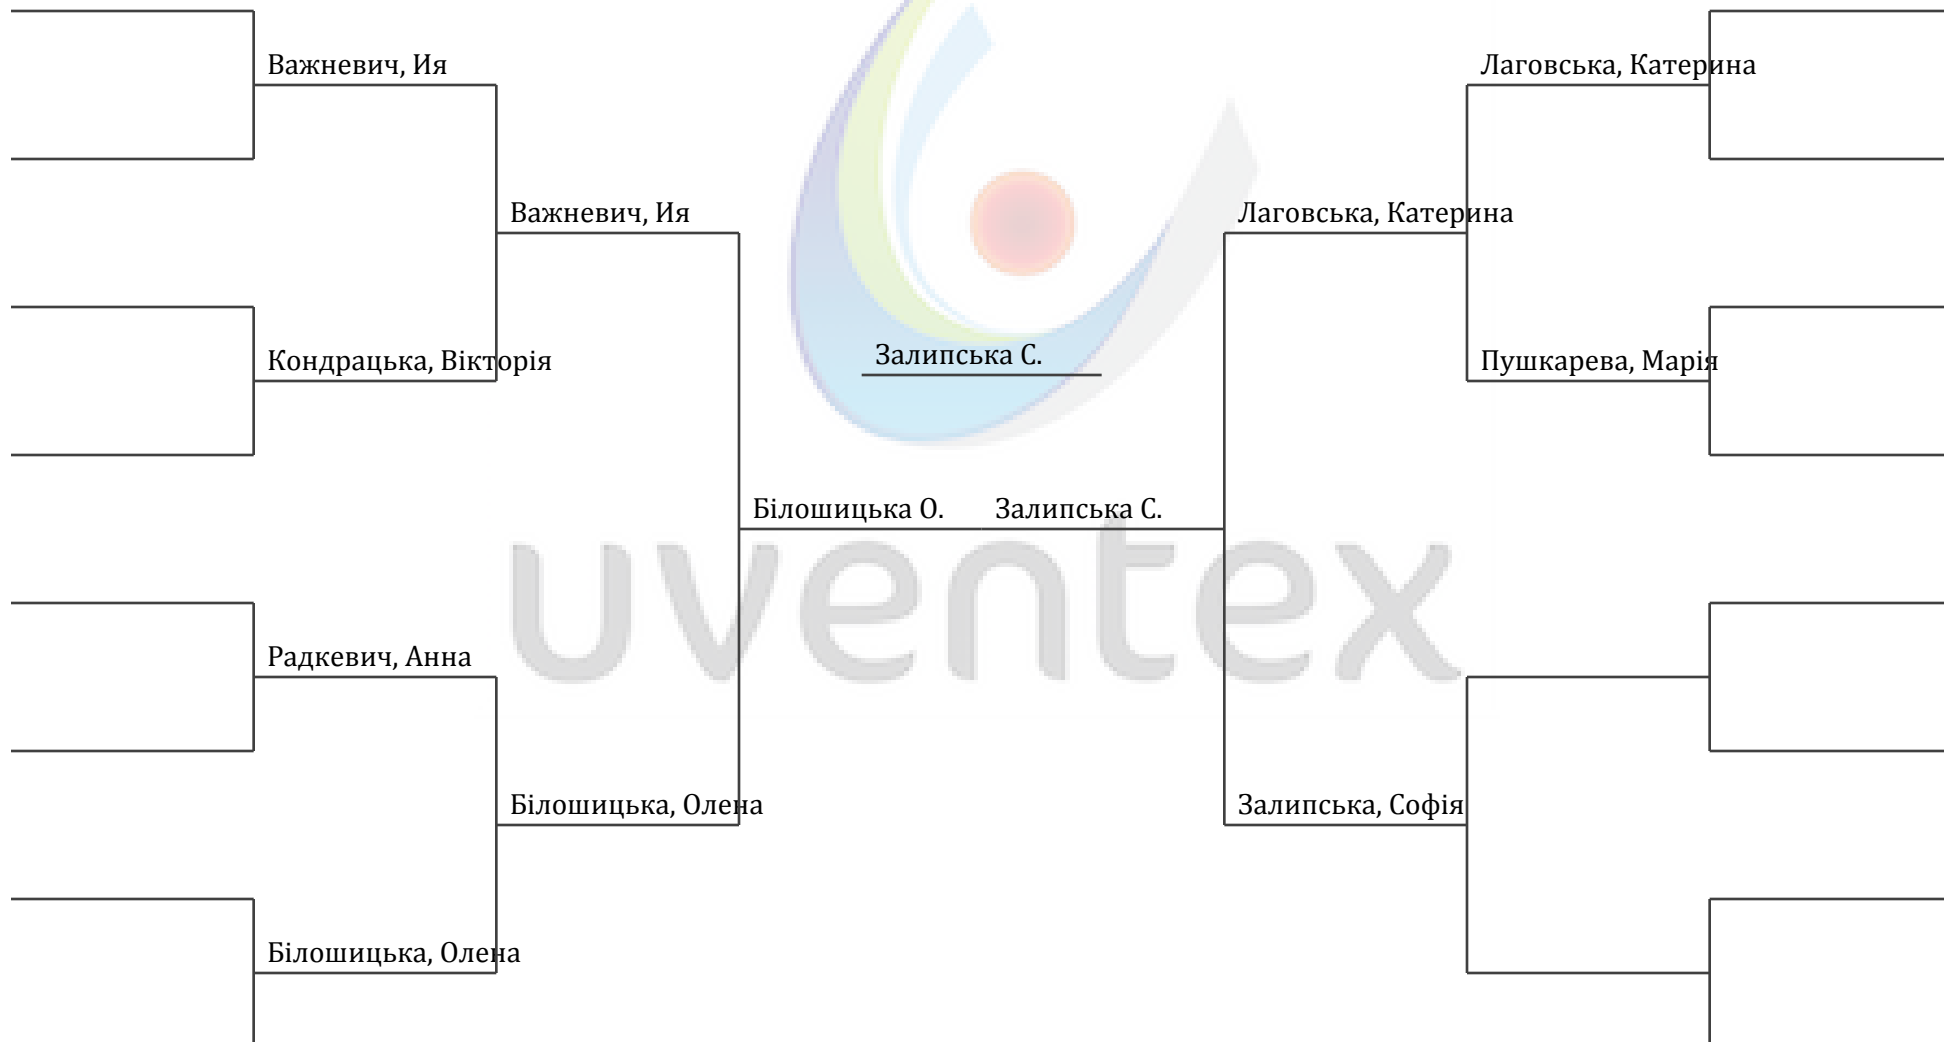 Важневич, Ия
Лаговська, Катерина
Важневич, Ия
Лаговська, Катерина
Кондрацька, Вікторія
Залипська С.
Пушкарева, Марія
Білошицька О.
Залипська С.
uventex
Радкевич, Анна
Білошицька, Олена
Залипська, Софія
Білошицька, Олена